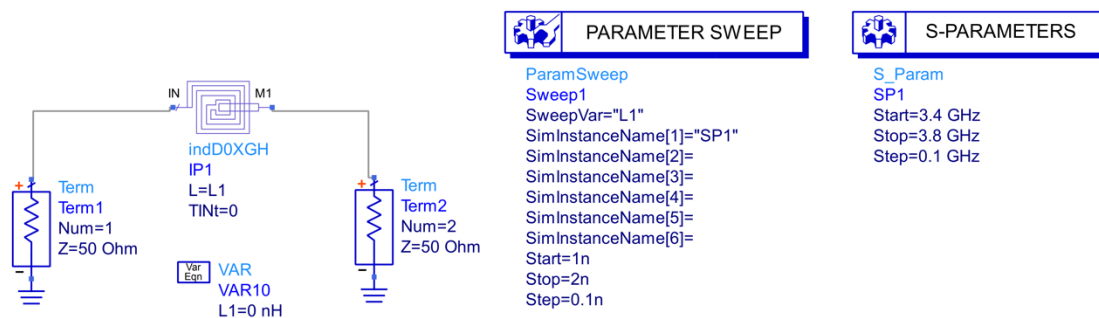 PARAMETER SWEEP
S-PARAMETERS
ParamSweep
Sweep1
SweepVar="L1"
SimInstanceName[1]="SP1"
SimInstanceName[2]=
SimInstanceName[3]=
SimInstanceName[4]=
SimInstanceName[5]=
SimInstanceName[6]=
Start=1n
Stop=2n
Step=0.1n
S_Param
SP1
Start=3.4 GHz
Stop=3.8 GHz
Step=0.1 GHz
IN
M1
indD0XGH
IP1
L=L1
TINt=0
+
Term
Term1
Num=1
Z=50 Ohm
−
+
Term
Term2
Num=2
Z=50 Ohm
−
Var
Eqn
VAR
VAR10
L1=0 nH